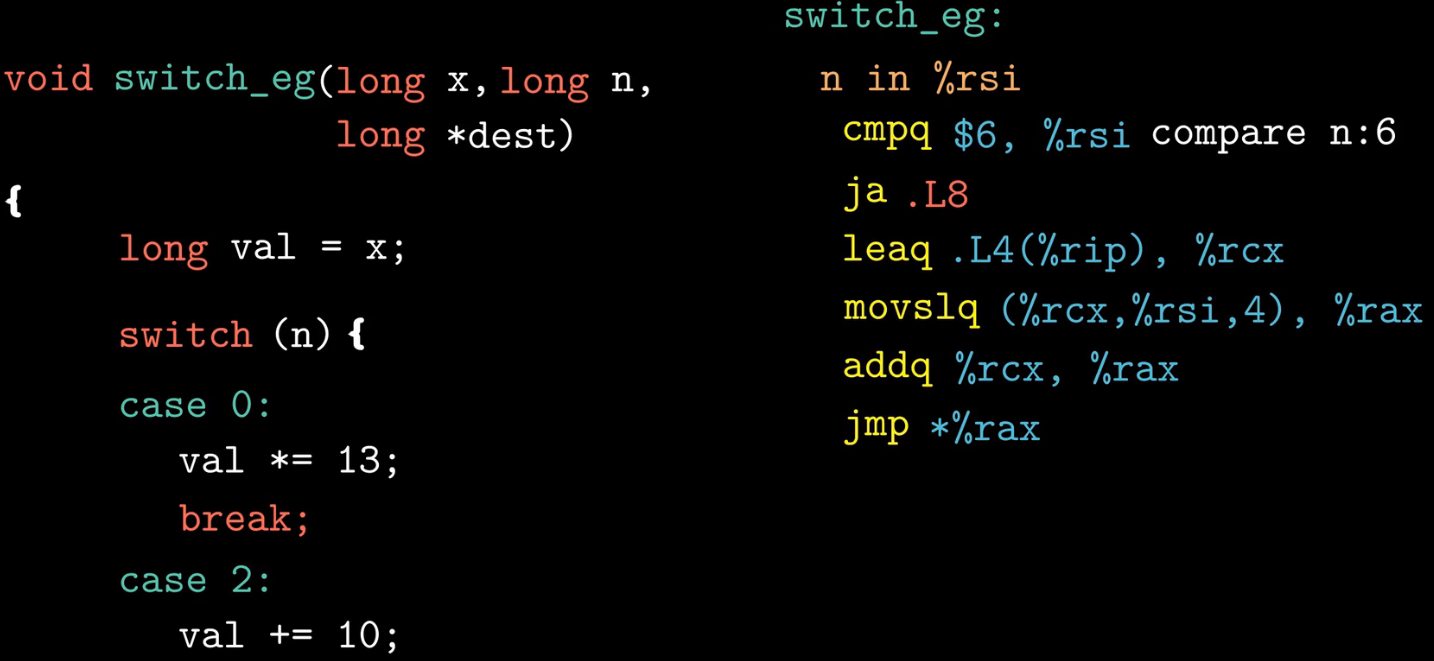 void switch_eg(long x, long n,
long *dest)
{
long val = x;
switch (n) {
case 0:
val *= 13;
break;
case 2:
val += 10;
switch_eg:
n in %rsi
cmpq $6, %rsi compare n:6
ja .L8
leaq .L4(%rip), %rcx
movslq (%rcx,%rsi,4), %rax
addq %rcx, %rax
jmp *%rax